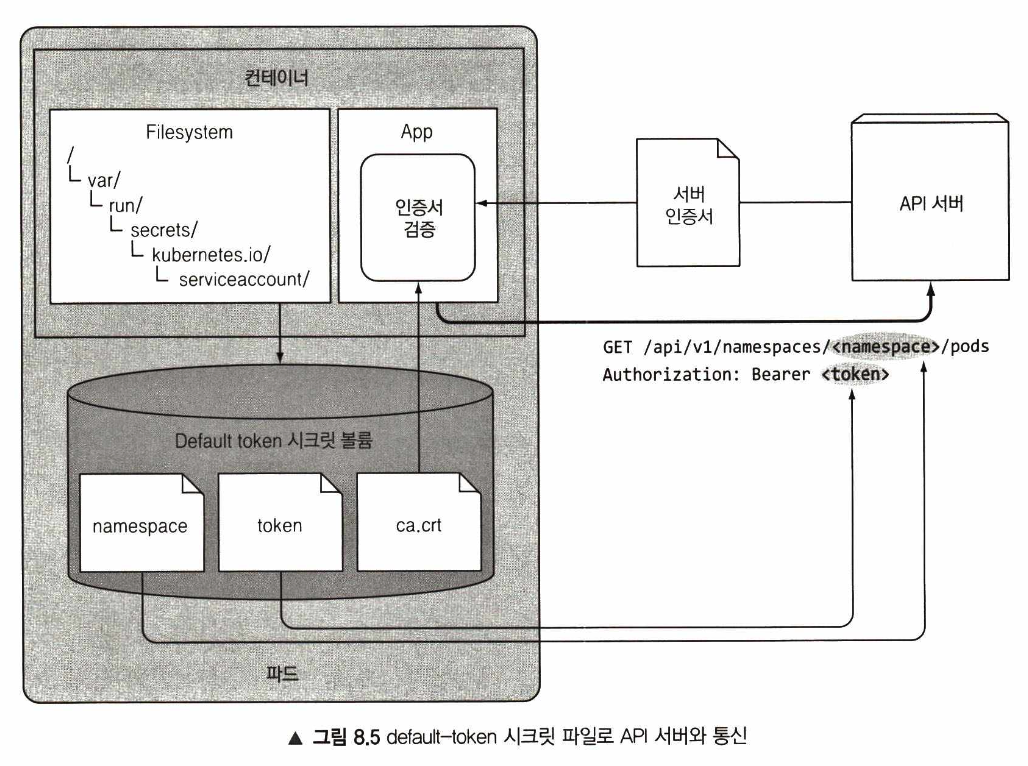 컨테이너
Filesystem
/
var/
run/
secrets/
kubernetes.io/
serviceaccount/
App
인증서
검증
서버
인증서
API 서버
GET /api/v1/namespaces/<namespace>/pods
Authorization: Bearer <token>
Default token 시크릿 볼륨
namespace
token
ca.crt
파드
▲ 그림 8.5 default-token 시크릿 파일로 API 서버와 통신